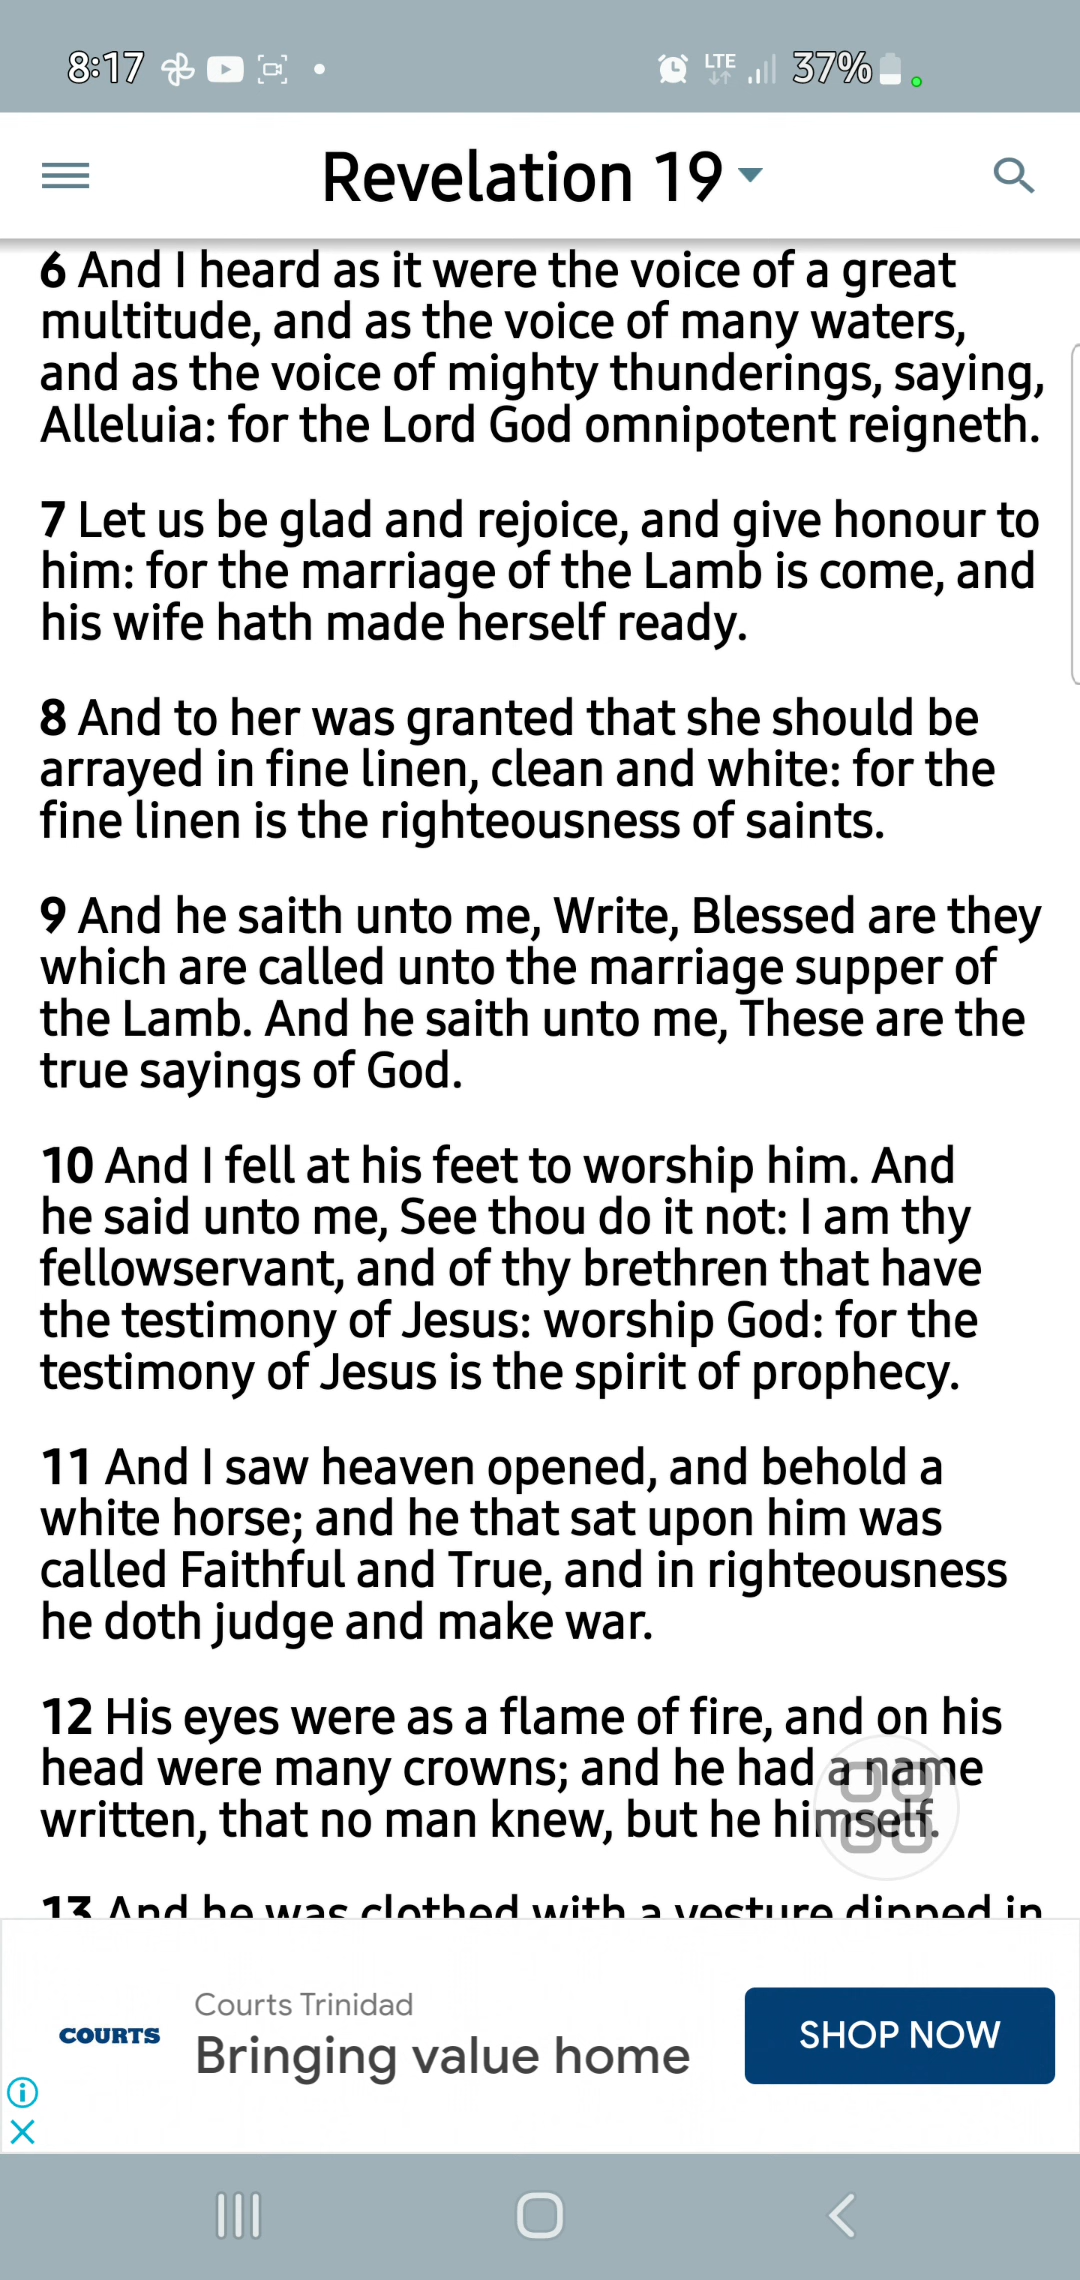 8:17
LTE 37%
Revelation 19
6 And I heard as it were the voice of a great
multitude, and as the voice of many waters,
and as the voice of mighty thunderings, saying,
Alleluia: for the Lord God omnipotent reigneth.
7 Let us be glad and rejoice, and give honour to
him: for the marriage of the Lamb is come, and
his wife hath made herself ready.
8 And to her was granted that she should be
arrayed in fine linen, clean and white: for the
fine linen is the righteousness of saints.
9 And he saith unto me, Write, Blessed are they
which are called unto the marriage supper of
the Lamb. And he saith unto me, These are the
true sayings of God.
10 And I fell at his feet to worship him. And
he said unto me, See thou do it not: I am thy
fellowservant, and of thy brethren that have
the testimony of Jesus: worship God: for the
testimony of Jesus is the spirit of prophecy.
11 And I saw heaven opened, and behold a
white horse; and he that sat upon him was
called Faithful and True, and in righteousness
he doth judge and make war.
12 His eyes were as a flame of fire, and on his
head were many crowns; and he had a name
written, that no man knew, but he himself.
13 And he was clothed with a vesture dipped in
COURTS
Courts Trinidad
Bringing value home
SHOP NOW